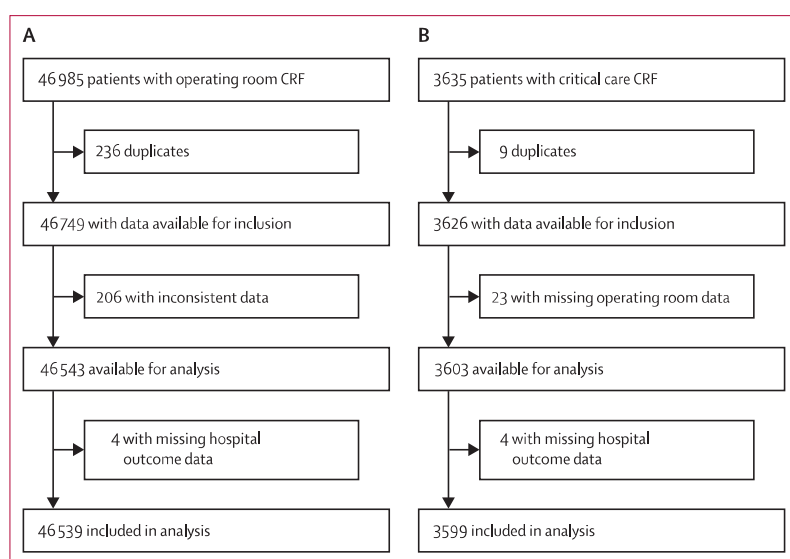 A
46 985 patients with operating room CRF
236 duplicates
46 749 with data available for inclusion
206 with inconsistent data
46 543 available for analysis
4 with missing hospital
outcome data
46 539 included in analysis
B
3635 patients with critical care CRF
9 duplicates
3626 with data available for inclusion
23 with missing operating room data
3603 available for analysis
4 with missing hospital
outcome data
3599 included in analysis